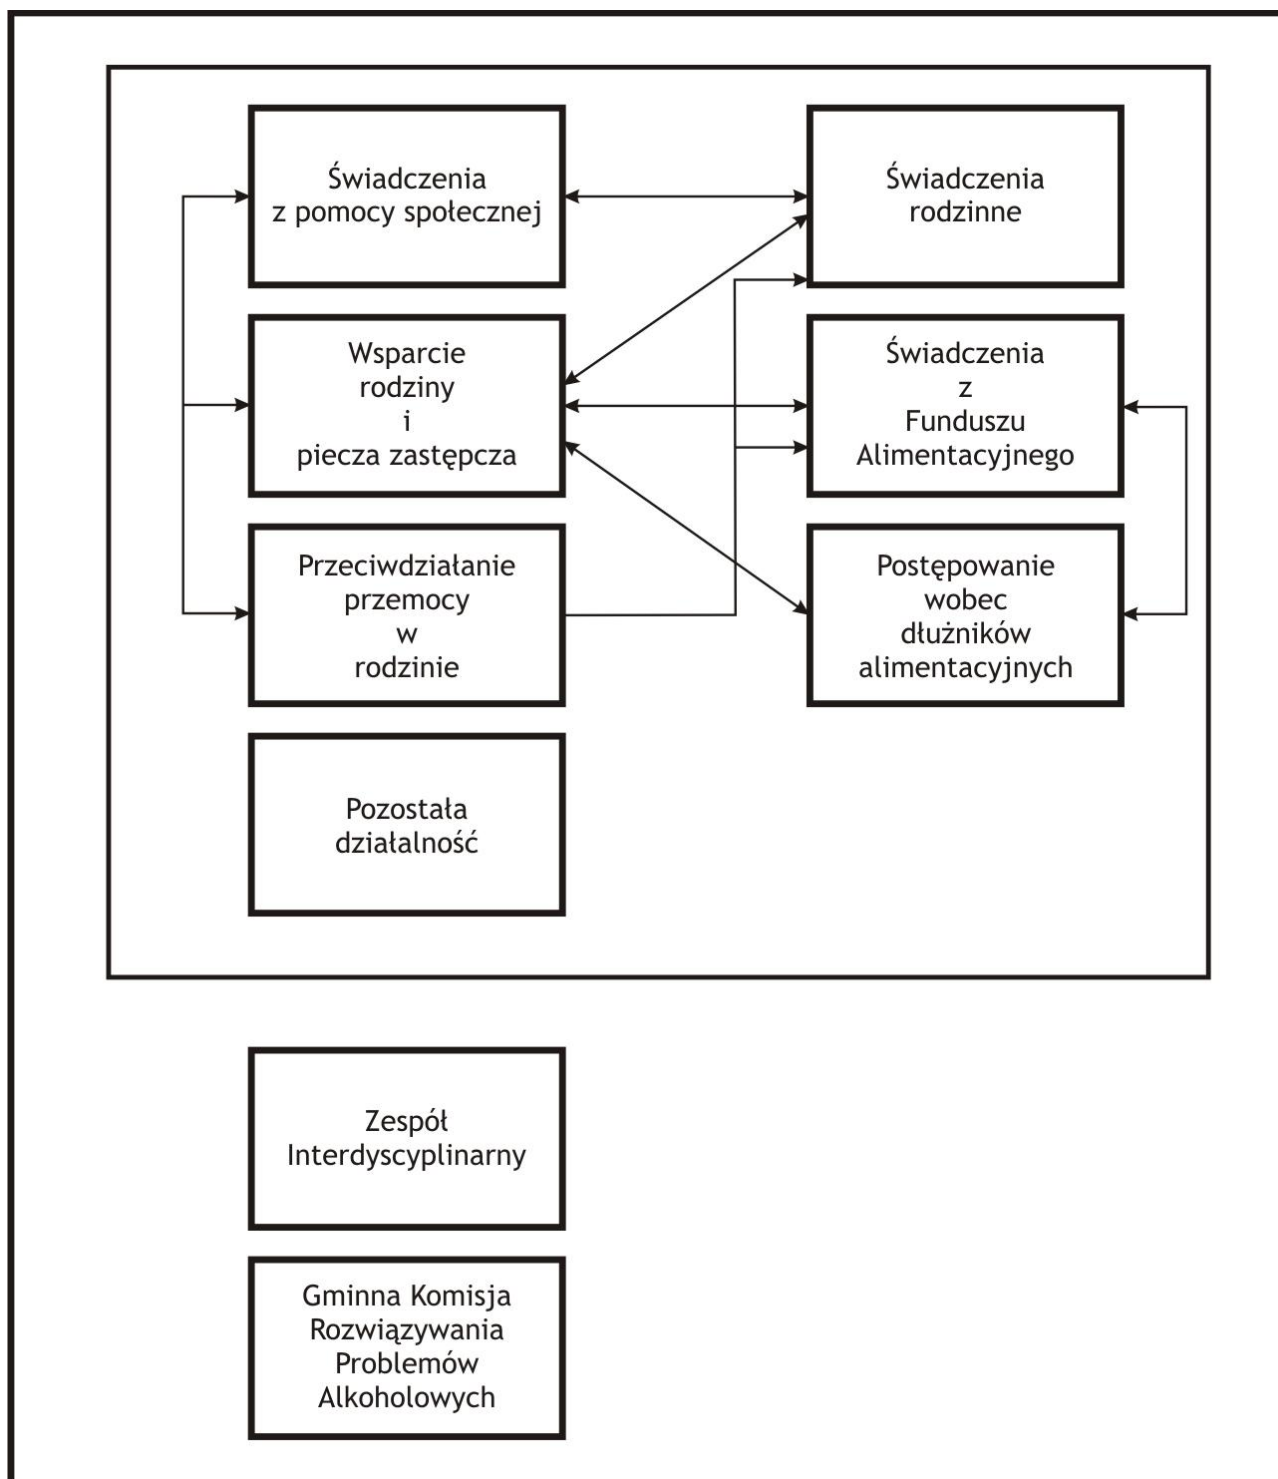 Świadczenia
z pomocy społecznej
Świadczenia
rodzinne
Wsparcie
rodziny
i
piecza zastępcza
Świadczenia
z
Funduszu
Alimentacyjnego
Przeciwdziałanie
przemocy
w
rodzinie
Postępowanie
wobec
dłużników
alimentacyjnych
Pozostała
działalność
Zespół
Interdyscyplinarny
Gminna Komisja
Rozwiązywania
Problemów
Alkoholowych